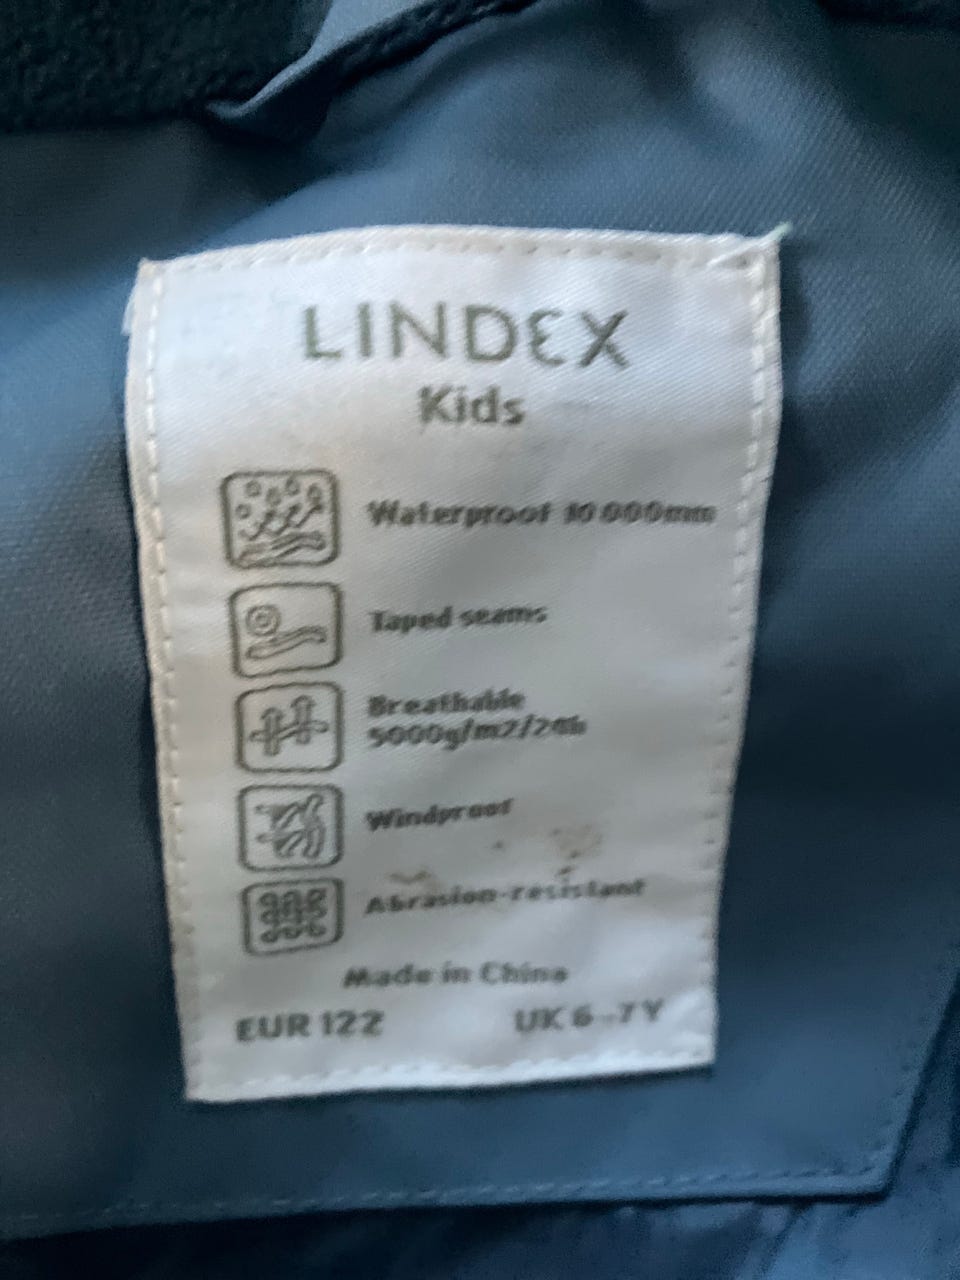 LINDEX
Kids
Waterproof 10 000mm
Taped seams
Breathable
5000g/m2/24h
Windproof
Abrasion-resistant
Made in China
EUR 122 UK 6-7 Y